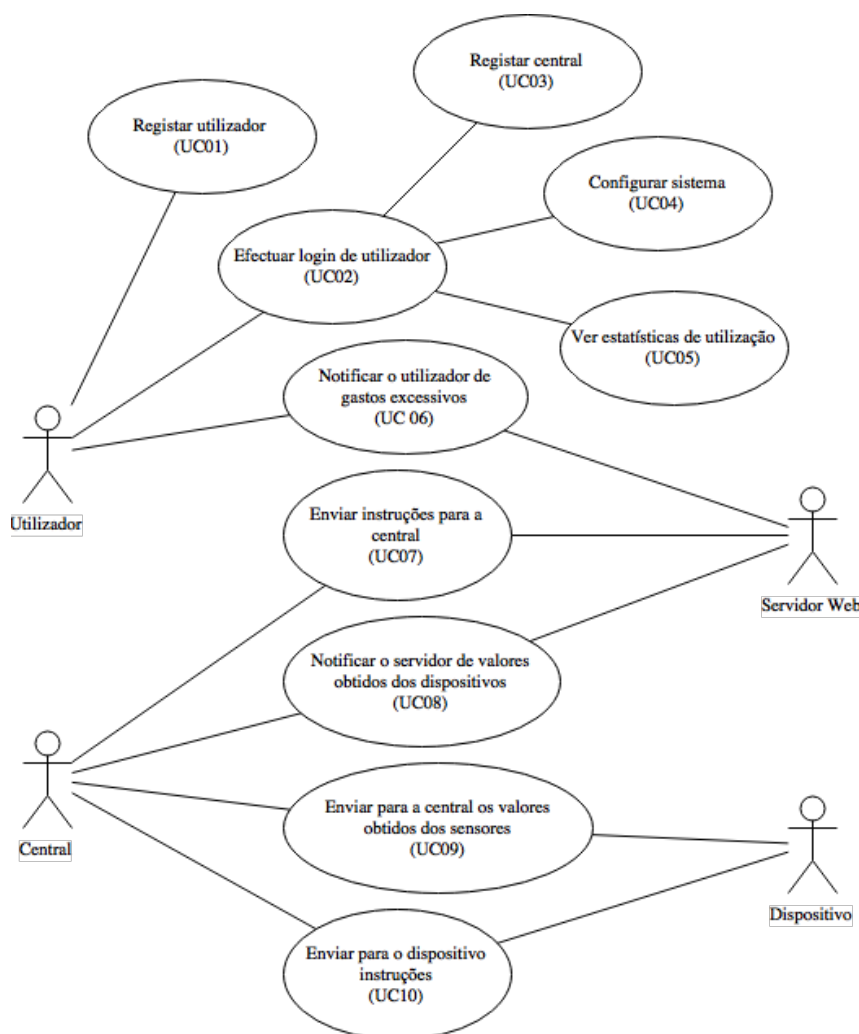 Registar central
(UC03)
Registar utilizador
(UC01)
Configurar sistema
(UC04)
Efectuar login de utilizador
(UC02)
Ver estatísticas de utilização
(UC05)
Notificar o utilizador de
gastos excessivos
(UC 06)
Utilizador
Enviar instruções para a
central
(UC07)
Servidor Web
Notificar o servidor de valores
obtidos dos dispositivos
(UC08)
Central
Enviar para a central os valores
obtidos dos sensores
(UC09)
Dispositivo
Enviar para o dispositivo
instruções
(UC10)